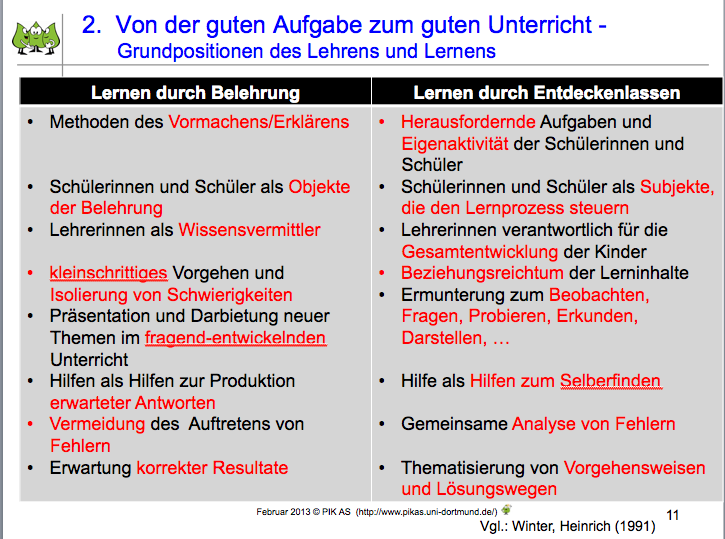 2. Von der guten Aufgabe zum guten Unterricht -
Grundpositionen des Lehrens und Lernens
Lernen durch Belehrung
• Methoden des Vormachens/Erklärens
• Schülerinnen und Schüler als Objekte
der Belehrung
• Lehrerinnen als Wissensvermittler
• kleinschrittiges Vorgehen und
Isolierung von Schwierigkeiten
• Präsentation und Darbietung neuer
Themen im fragend-entwickelnden
Unterricht
• Hilfen als Hilfen zur Produktion
erwarteter Antworten
• Vermeidung des Auftretens von
Fehlern
• Erwartung korrekter Resultate
Lernen durch Entdeckenlassen
• Herausfordernde Aufgaben und
Eigenaktivität der Schülerinnen und
Schüler
• Schülerinnen und Schüler als Subjekte,
die den Lernprozess steuern
• Lehrerinnen verantwortlich für die
Gesamtentwicklung der Kinder
• Beziehungsreichtum der Lerninhalte
• Ermunterung zum Beobachten,
Fragen, Probieren, Erkunden,
Darstellen, …
• Hilfe als Hilfen zum Selberfinden
• Gemeinsame Analyse von Fehlern
• Thematisierung von Vorgehensweisen
und Lösungswegen
Februar 2013 © PIK AS (http://www.pikas.uni-dortmund.de/)
11
Vgl.: Winter, Heinrich (1991)